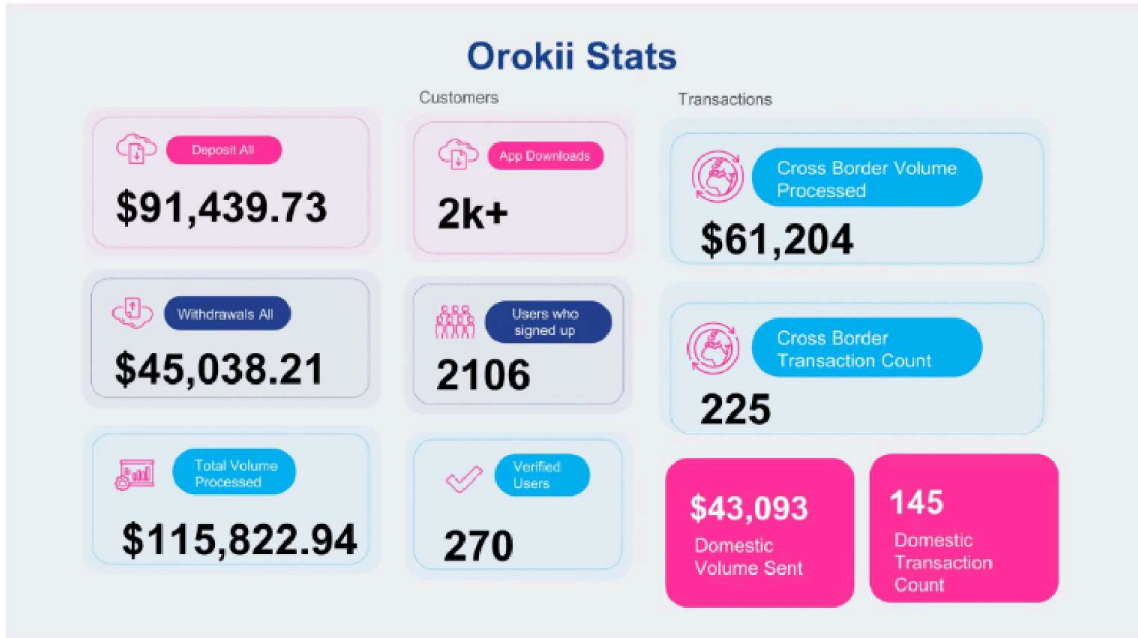 Orokii Stats
Deposit All
$91,439.73
Withdrawals All
$45,038.21
Total Volume
Processed
$115,822.94
Customers
App Downloads
2k+
Users who
signed up
2106
Verified
Users
270
Transactions
Cross Border Volume
Processed
$61,204
Cross Border
Transaction Count
225
$43,093
Domestic
Volume Sent
145
Domestic
Transaction
Count